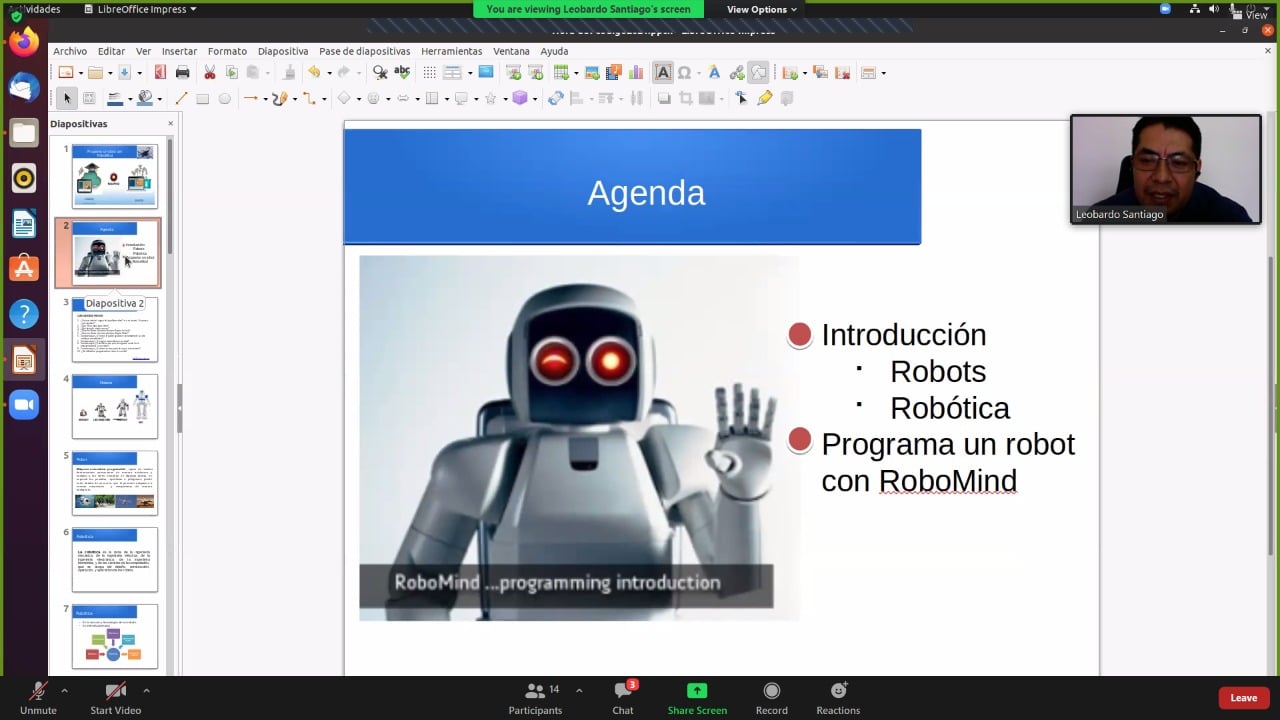 Actividades
LibreOffice Impress
You are viewing Leobardo Santiago's screen
View Options
View
Archivo Editar Ver Insertar Formato Diapositiva Pase de diapositivas Herramientas Ventana Ayuda
Diapositivas
1
2
Agenda
Diapositiva 2
3
4
5
6
7
Agenda
Introducción
Robots
Robótica
Programa un robot
con RoboMind
RoboMind ...programming introduction
Leobardo Santiago
Unmute
Start Video
14
Participants
3
Chat
Share Screen
Record
Reactions
Leave